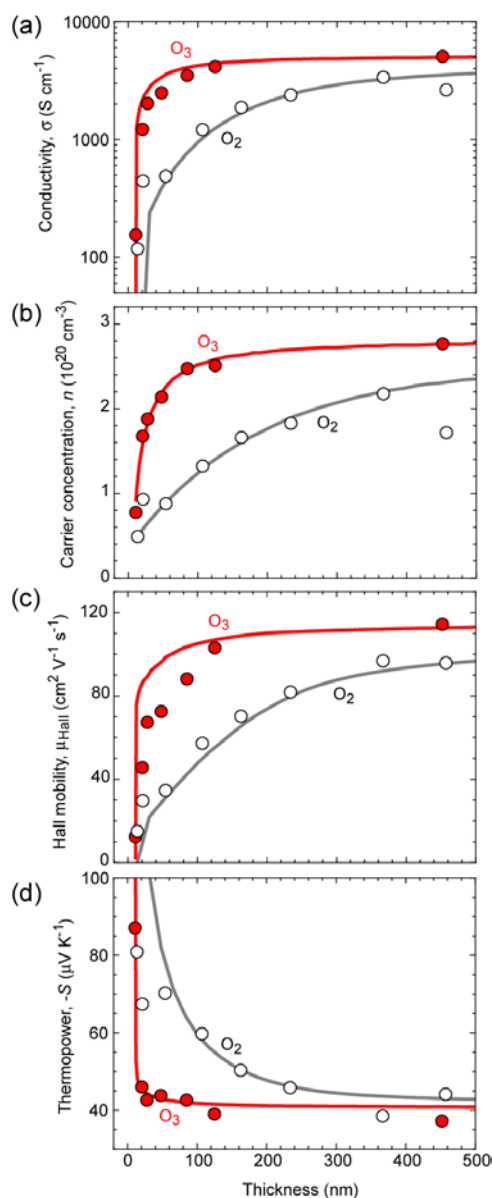 (a)
10000
1000
100
Conductivity, σ (S cm⁻¹)
O₃
O₂
(b)
3
2
1
0
Carrier concentration, n (10²⁰ cm⁻³)
O₃
O₂
(c)
120
80
40
0
Hall mobility, μHall (cm² V⁻¹ s⁻¹)
O₃
O₂
(d)
100
80
60
40
Thermopower, -S (μV K⁻¹)
O₂
O₃
0 100 200 300 400 500
Thickness (nm)